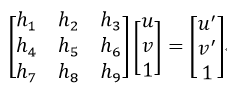 [h₁ h₂ h₃] [u] = [u′]
[h₄ h₅ h₆] [v] = [v′]
[h₇ h₈ h₉] [1] = [1].